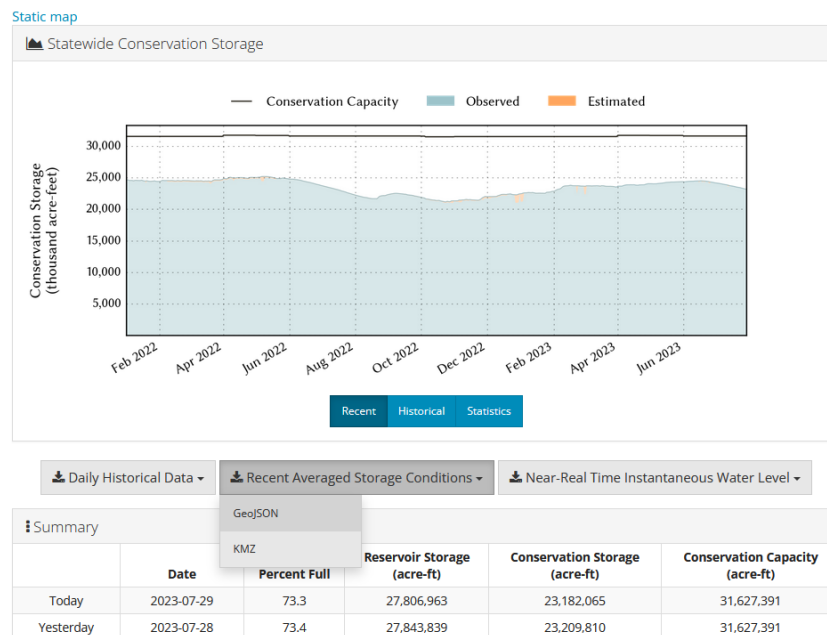 Static map
Statewide Conservation Storage
Conservation Capacity Observed Estimated
Conservation Storage
(thousand acre-feet)
30,000
25,000
20,000
15,000
10,000
5,000
Feb 2022 Apr 2022 Jun 2022 Aug 2022 Oct 2022 Dec 2022 Feb 2023 Apr 2023 Jun 2023
Recent Historical Statistics
Daily Historical Data Recent Averaged Storage Conditions Near-Real Time Instantaneous Water Level
GeoJSON
KMZ
Summary
Date Percent Full Reservoir Storage (acre-ft) Conservation Storage (acre-ft) Conservation Capacity (acre-ft)
Today 2023-07-29 73.3 27,806,963 23,182,065 31,627,391
Yesterday 2023-07-28 73.4 27,843,839 23,209,810 31,627,391